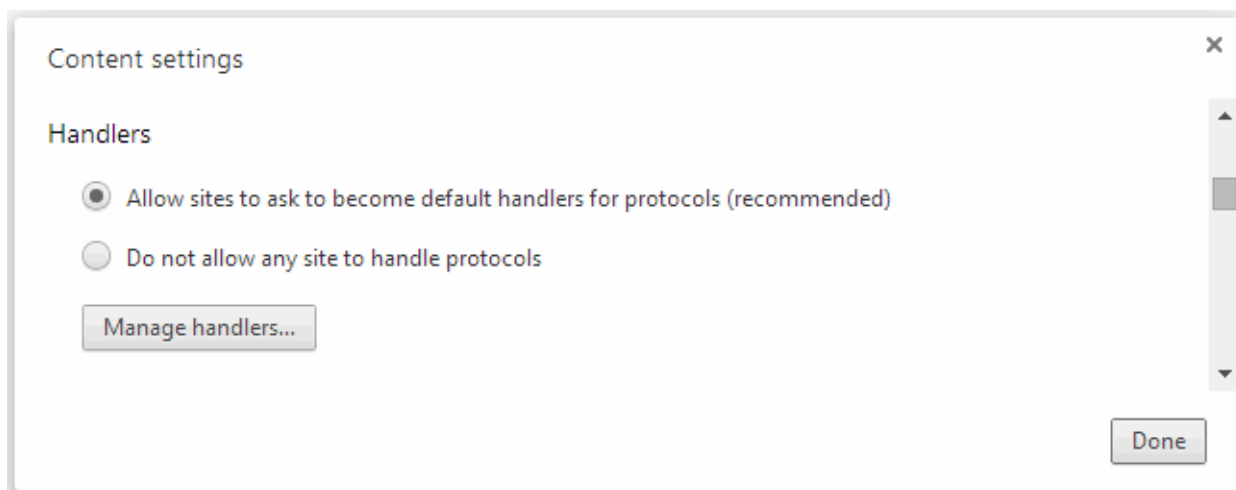 Content settings
Handlers
Allow sites to ask to become default handlers for protocols (recommended)
Do not allow any site to handle protocols
Manage handlers...
Done